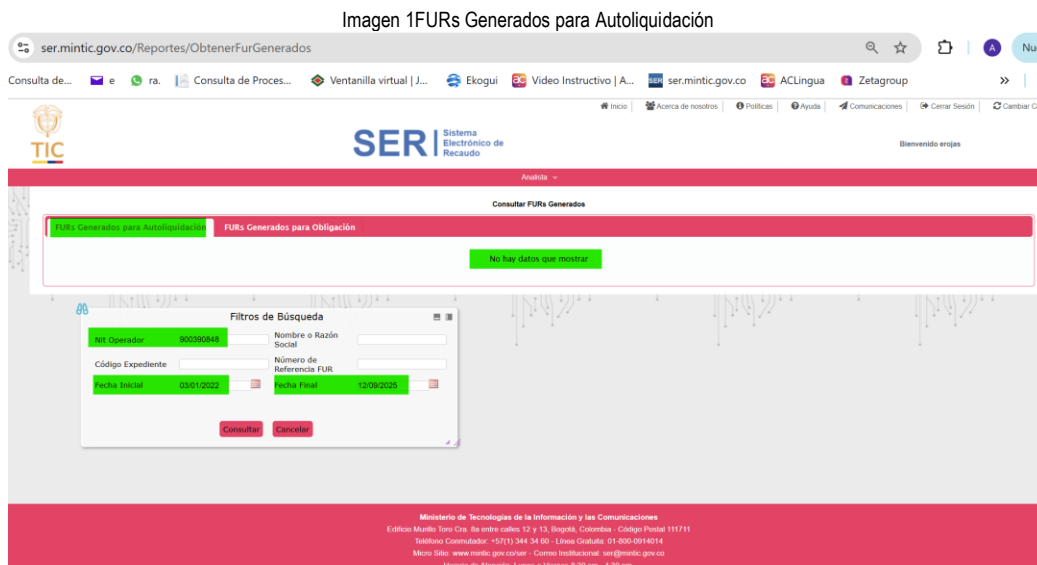 Imagen 1FURs Generados para Autoliquidación
ser.mintic.gov.co/Reportes/ObtenerFurGenerados A Nu
Consulta de... e ra. Consulta de Proces... Ventanilla virtual | J... Ekogui Video Instructivo | A... ser.mintic.gov.co ACLingua Zetagroup »
Inicio Acerca de nosotros Políticas Ayuda Comunicaciones Cerrar Sesión Cambiar C
TIC
SER Sistema
Electrónico de
Recaudo
Bienvenido erojas
Analista
Consultar FURs Generados
FURs Generados para Autoliquidación FURs Generados para Obligación
No hay datos que mostrar
Filtros de Búsqueda
Nit Operador 900390848 Nombre o Razón
Social
Código Expediente Número de
Referencia FUR
Fecha Inicial 03/01/2022 Fecha Final 12/09/2025
Consultar Cancelar
Ministerio de Tecnologías de la Información y las Comunicaciones
Edificio Murillo Toro Cra. 8a entre calles 12 y 13, Bogotá, Colombia - Código Postal 111711
Teléfono Conmutador: +57(1) 344 34 60 - Línea Gratuita: 01-800-0914014
Micro Sitio: www.mintic.gov.co/ser - Correo Institucional: ser@mintic.gov.co